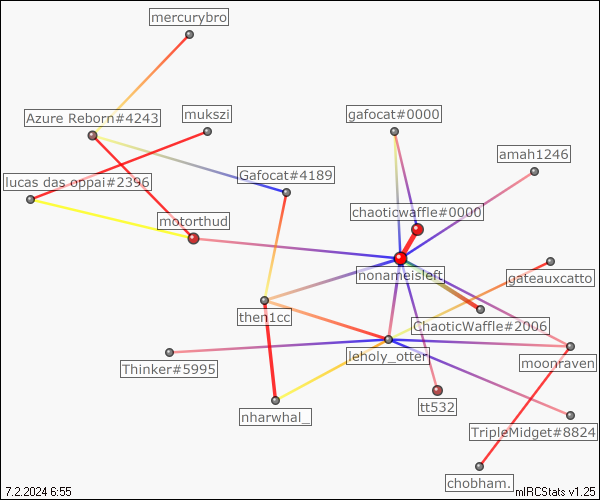 mercurybro
Azure Reborn#4243
mukszi
gafocat#0000
amah1246
lucas das oppai#2396
Gafocat#4189
chaoticwaffle#0000
motorthud
nonameisleft
gateauxcatto
then1cc
ChaoticWaffle#2006
leholy_otter
moonraven
Thinker#5995
nharwhal_
tt532
TripleMidget#8824
chobham.
7.2.2024 6:55
mIRCStats v1.25